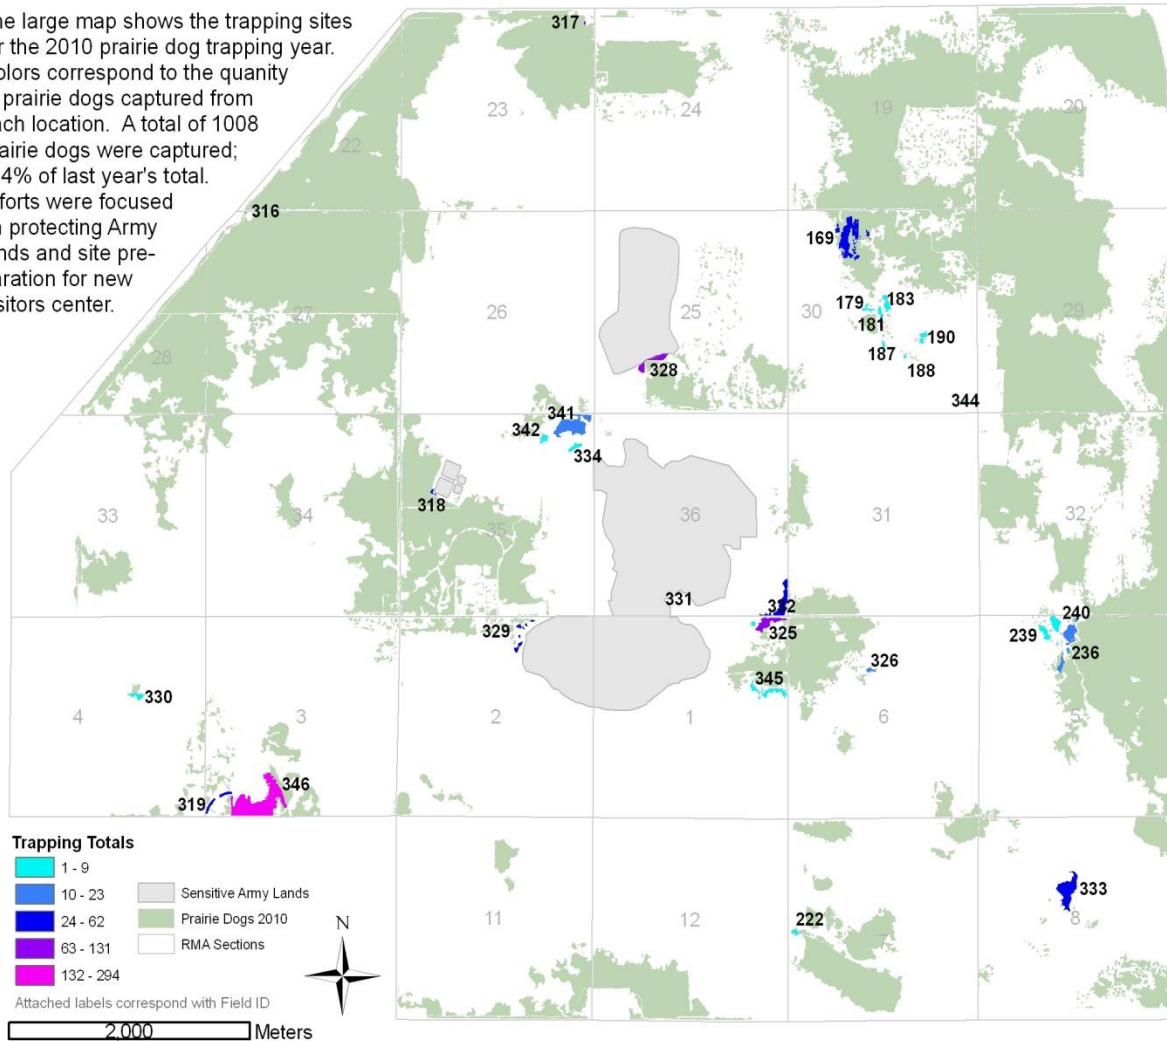 he large map shows the trapping sites
r the 2010 prairie dog trapping year.
olors correspond to the quanity
prairie dogs captured from
ach location. A total of 1008
airie dogs were captured;
4% of last year's total.
forts were focused
n protecting Army
nds and site pre-
aration for new
sitors center.
317
23
24
19
20
22
316
169
27
26
25
30
29
179
183
181
190
187
188
28
328
344
341
342
334
318
33
34
35
36
31
32
331
332
329
325
240
239
236
326
345
330
4
3
2
1
6
5
346
319
333
11
12
222
7
8
Trapping Totals
1 - 9
10 - 23
24 - 62
63 - 131
132 - 294
Sensitive Army Lands
Prairie Dogs 2010
RMA Sections
N
Attached labels correspond with Field ID
2,000 Meters